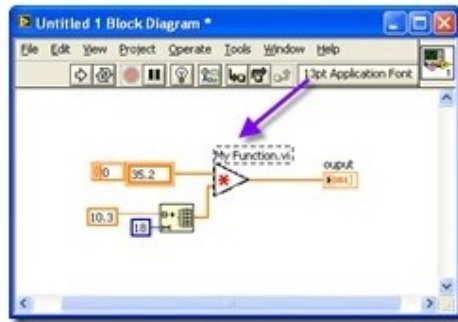 Untitled 1 Block Diagram *
File Edit View Project Operate Tools Window Help
13pt Application Font
1
My Function.vi
ouput
0 35.2
DBL
10.3
18